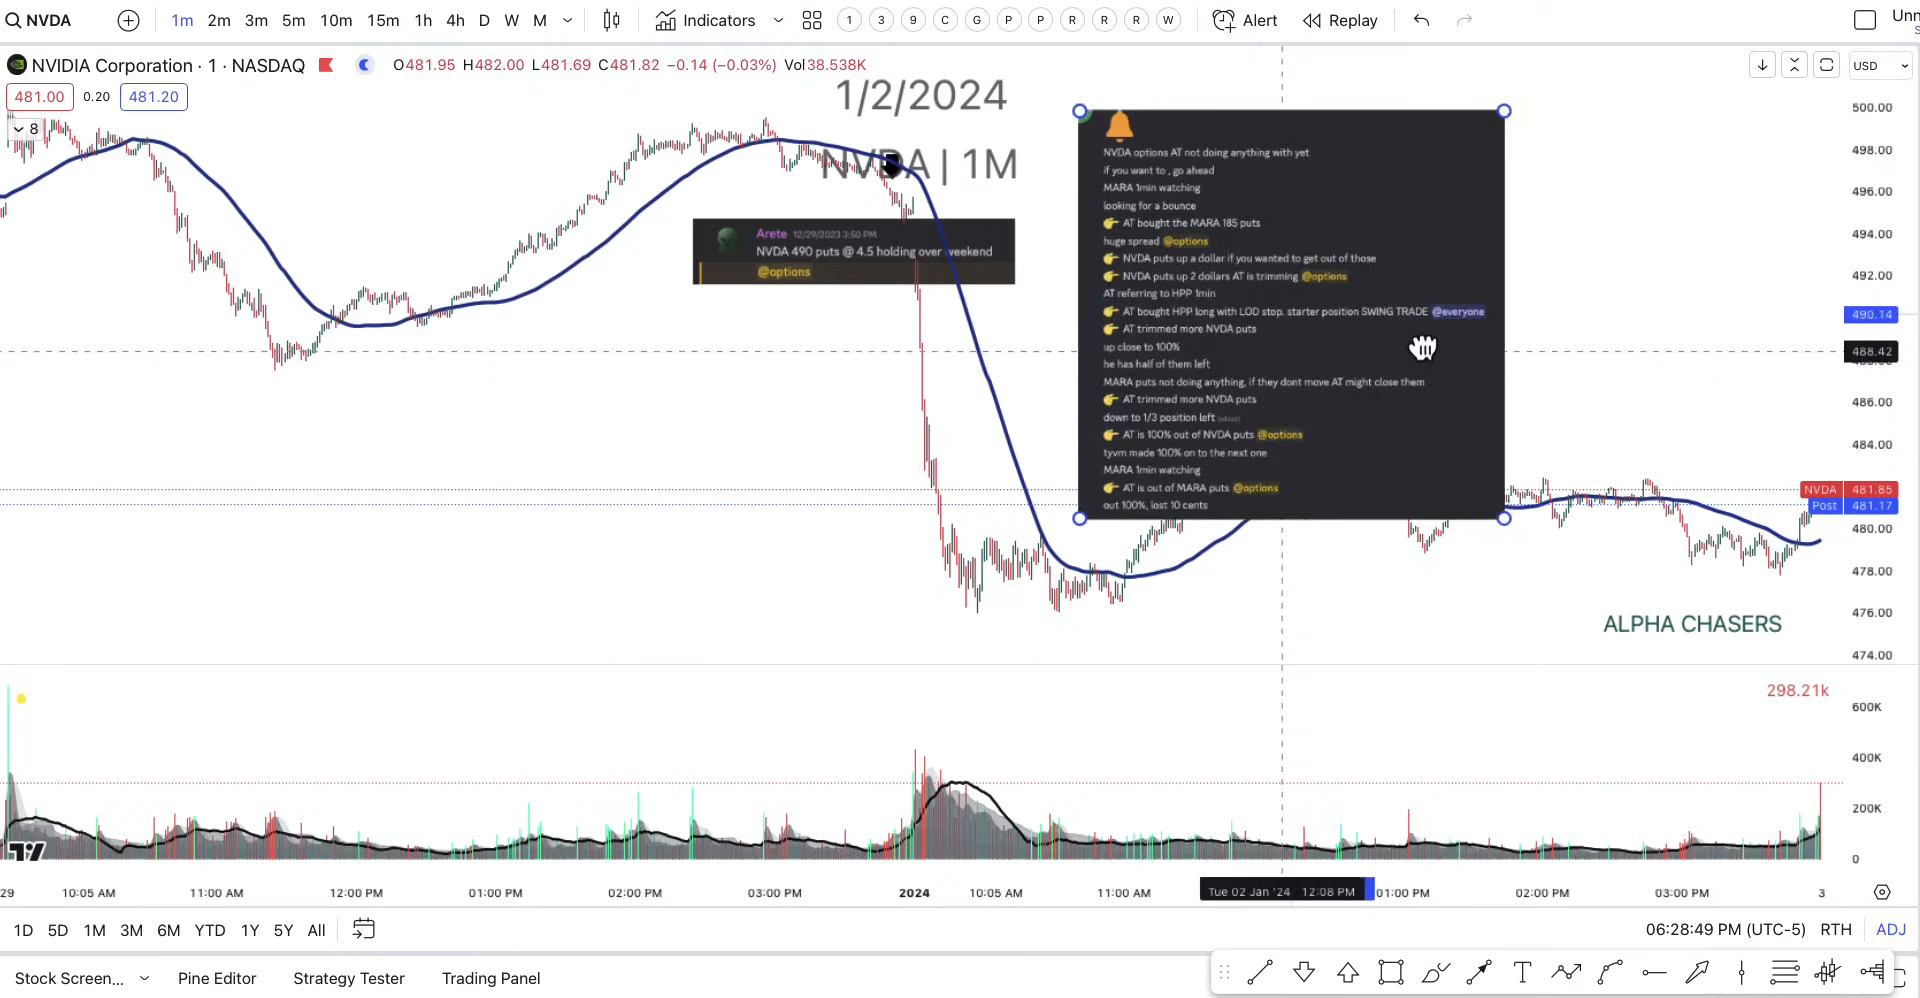 NVDA 1m 2m 3m 5m 10m 15m 1h 4h D W M Indicators 1 3 9 C G P P R R R W Alert Replay Unn
NVIDIA Corporation · 1 · NASDAQ O481.95 H482.00 L481.69 C481.82 −0.14 (−0.03%) Vol38.538K USD
481.00 0.20 481.20
8
1/2/2024
NVDA | 1M
Arete 12/29/2023 3:50 PM
NVDA 490 puts @ 4.5 holding over weekend
@options
NVDA options AT not doing anything with yet
if you want to , go ahead
MARA 1min watching
looking for a bounce
AT bought the MARA 185 puts
huge spread @options
NVDA puts up a dollar if you wanted to get out of those
NVDA puts up 2 dollars AT is trimming @options
AT referring to HPP 1min
AT bought HPP long with LOD stop. starter position SWING TRADE @everyone
AT trimmed more NVDA puts
up close to 100%
he has half of them left
MARA puts not doing anything, if they dont move AT might close them
AT trimmed more NVDA puts
down to 1/3 position left (edited)
AT is 100% out of NVDA puts @options
tyvm made 100% on to the next one
MARA 1min watching
AT is out of MARA puts @options
out 100%, lost 10 cents
500.00
498.00
496.00
494.00
492.00
490.14
488.42
486.00
484.00
NVDA 481.85
Post 481.17
480.00
478.00
476.00
474.00
ALPHA CHASERS
298.21k
600K
400K
200K
0
29 10:05 AM 11:00 AM 12:00 PM 01:00 PM 02:00 PM 03:00 PM 2024 10:05 AM 11:00 AM Tue 02 Jan '24 12:08 PM 01:00 PM 02:00 PM 03:00 PM 3
1D 5D 1M 3M 6M YTD 1Y 5Y All 06:28:49 PM (UTC-5) RTH ADJ
Stock Screen... Pine Editor Strategy Tester Trading Panel